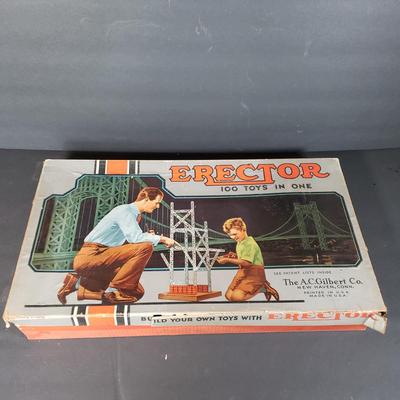 ERECTOR
100 TOYS IN ONE
SEE PATENT LISTS INSIDE
The A.C. Gilbert Co.
NEW HAVEN, CONN.
PRINTED IN U.S.A.
MADE IN U.S.A.
BUILD YOUR OWN TOYS WITH ERECTOR